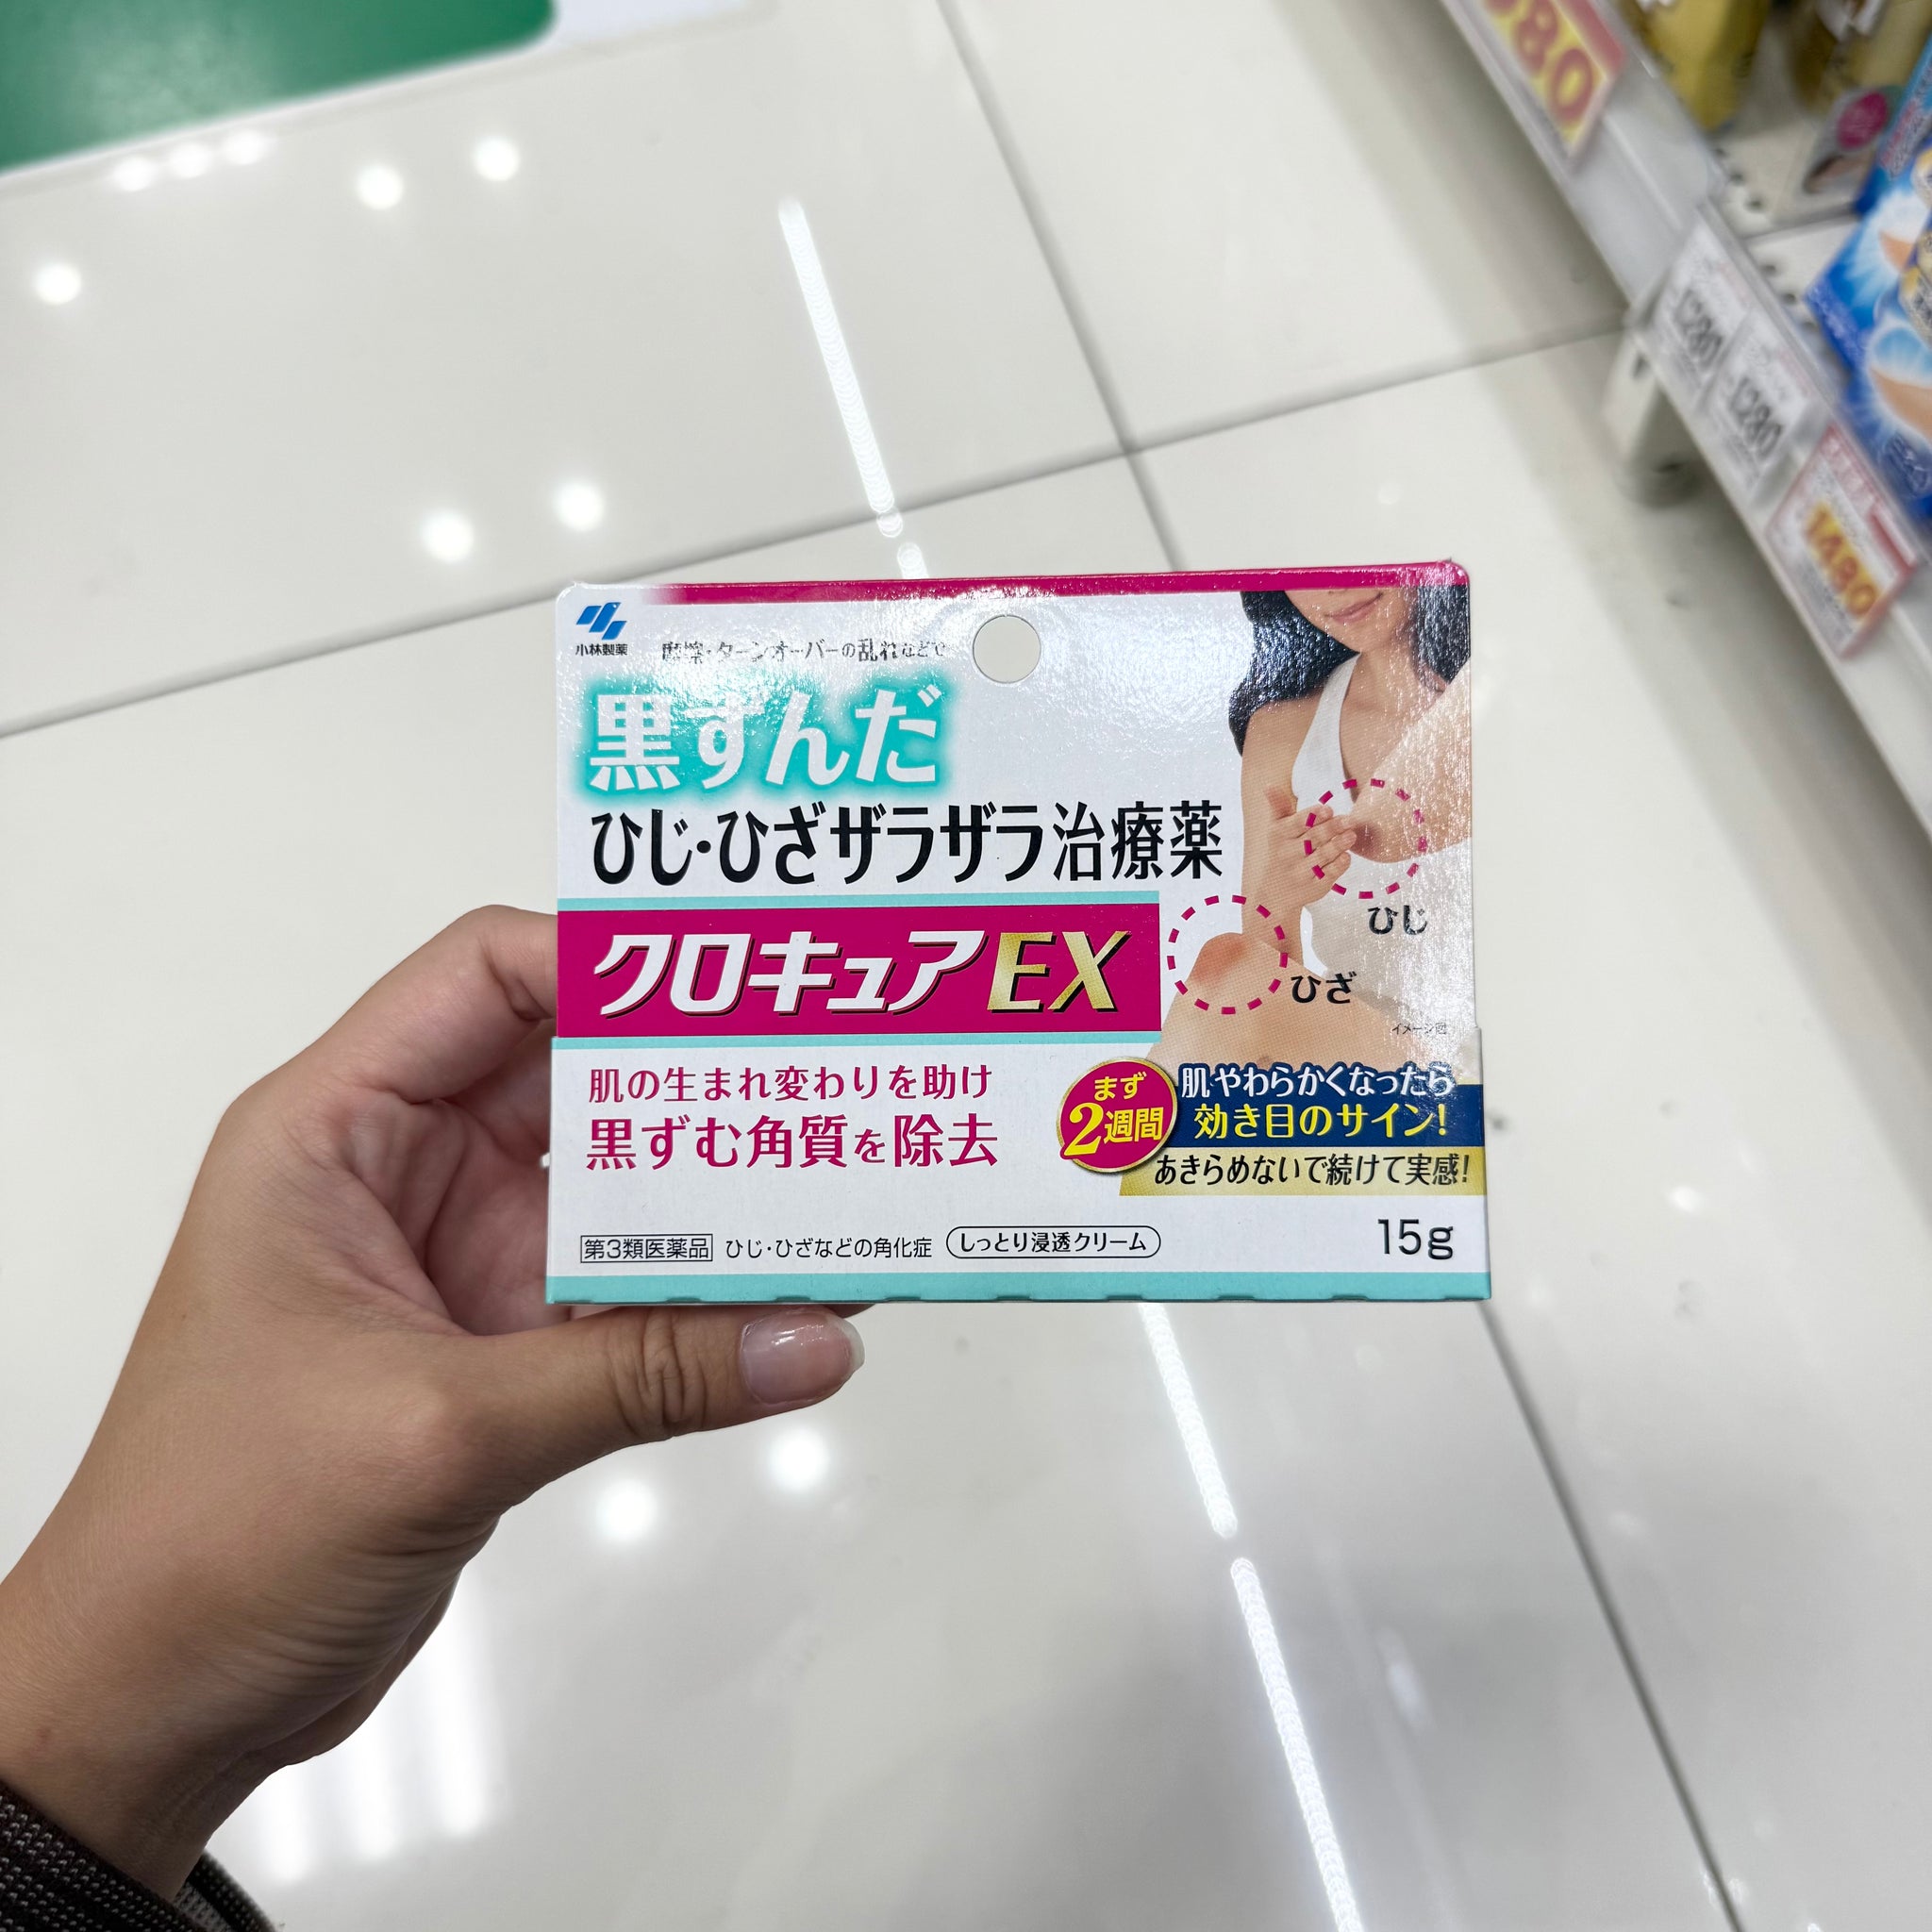 小林製薬
摩擦・ターンオーバーの乱れなどで
黒ずんだ
ひじ・ひざザラザラ治療薬
クロキュアEX
ひじ
ひざ
イメージ図
肌の生まれ変わりを助け
黒ずむ角質を除去
まず
2週間
肌やわらかくなったら
効き目のサイン!
あきらめないで続けて実感!
第3類医薬品
ひじ・ひざなどの角化症
しっとり浸透クリーム
15g
1280
1280
1480